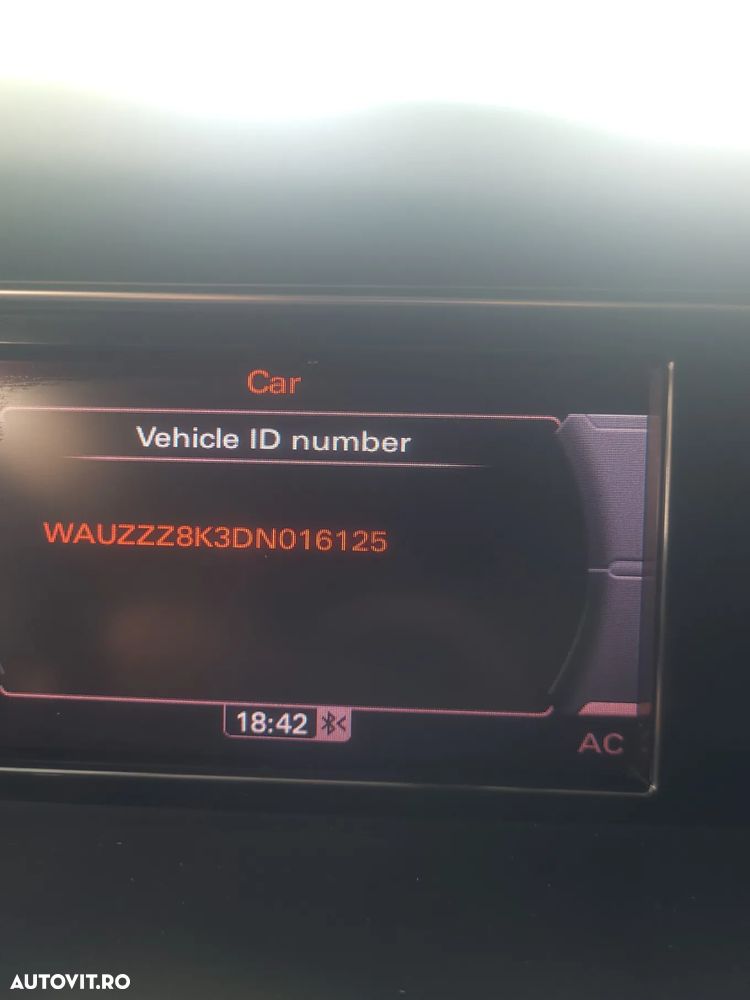 Car
Vehicle ID number
WAUZZZ8K3DN016125
18:42
AC
AUTOVIT.RO